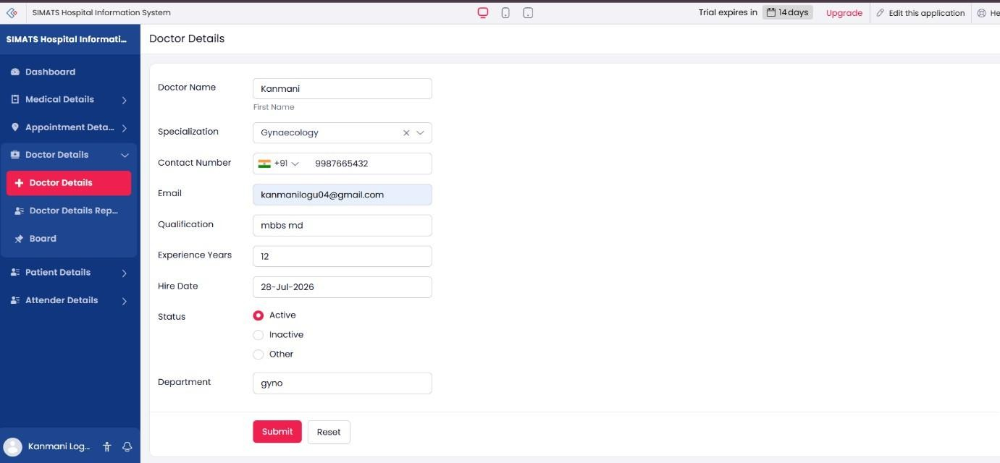 SIMATS Hospital Information System
Trial expires in 14 days Upgrade Edit this application He
SIMATS Hospital Informati...
Doctor Details
Dashboard
Medical Details
Appointment Deta...
Doctor Details
Doctor Details
Doctor Details Rep...
Board
Patient Details
Attender Details
Kanmani Log...
Doctor Name Kanmani
First Name
Specialization Gynaecology
Contact Number +91 9987665432
Email kanmanilogu04@gmail.com
Qualification mbbs md
Experience Years 12
Hire Date 28-Jul-2026
Status Active
Inactive
Other
Department gyno
Submit Reset